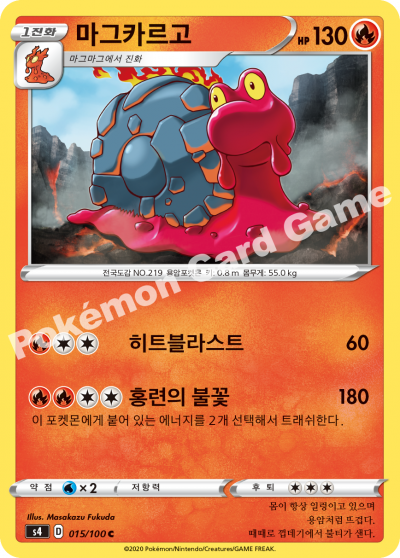 1진화
마그카르고
HP 130
마그마그에서 진화
전국도감 NO.219 용암포켓몬 키: 0.8 m 몸무게: 55.0 kg
Pokémon Card Game
히트블라스트 60
홍련의 불꽃 180
이 포켓몬에게 붙어 있는 에너지를 2개 선택해서 트래쉬한다.
약점 ×2 저항력 후퇴
Illus. Masakazu Fukuda
몸이 항상 일렁이고 있으며
용암처럼 뜨겁다.
때때로 껍데기에서 불티가 샌다.
s4 D 015/100 C
©2020 Pokémon/Nintendo/Creatures/GAME FREAK.